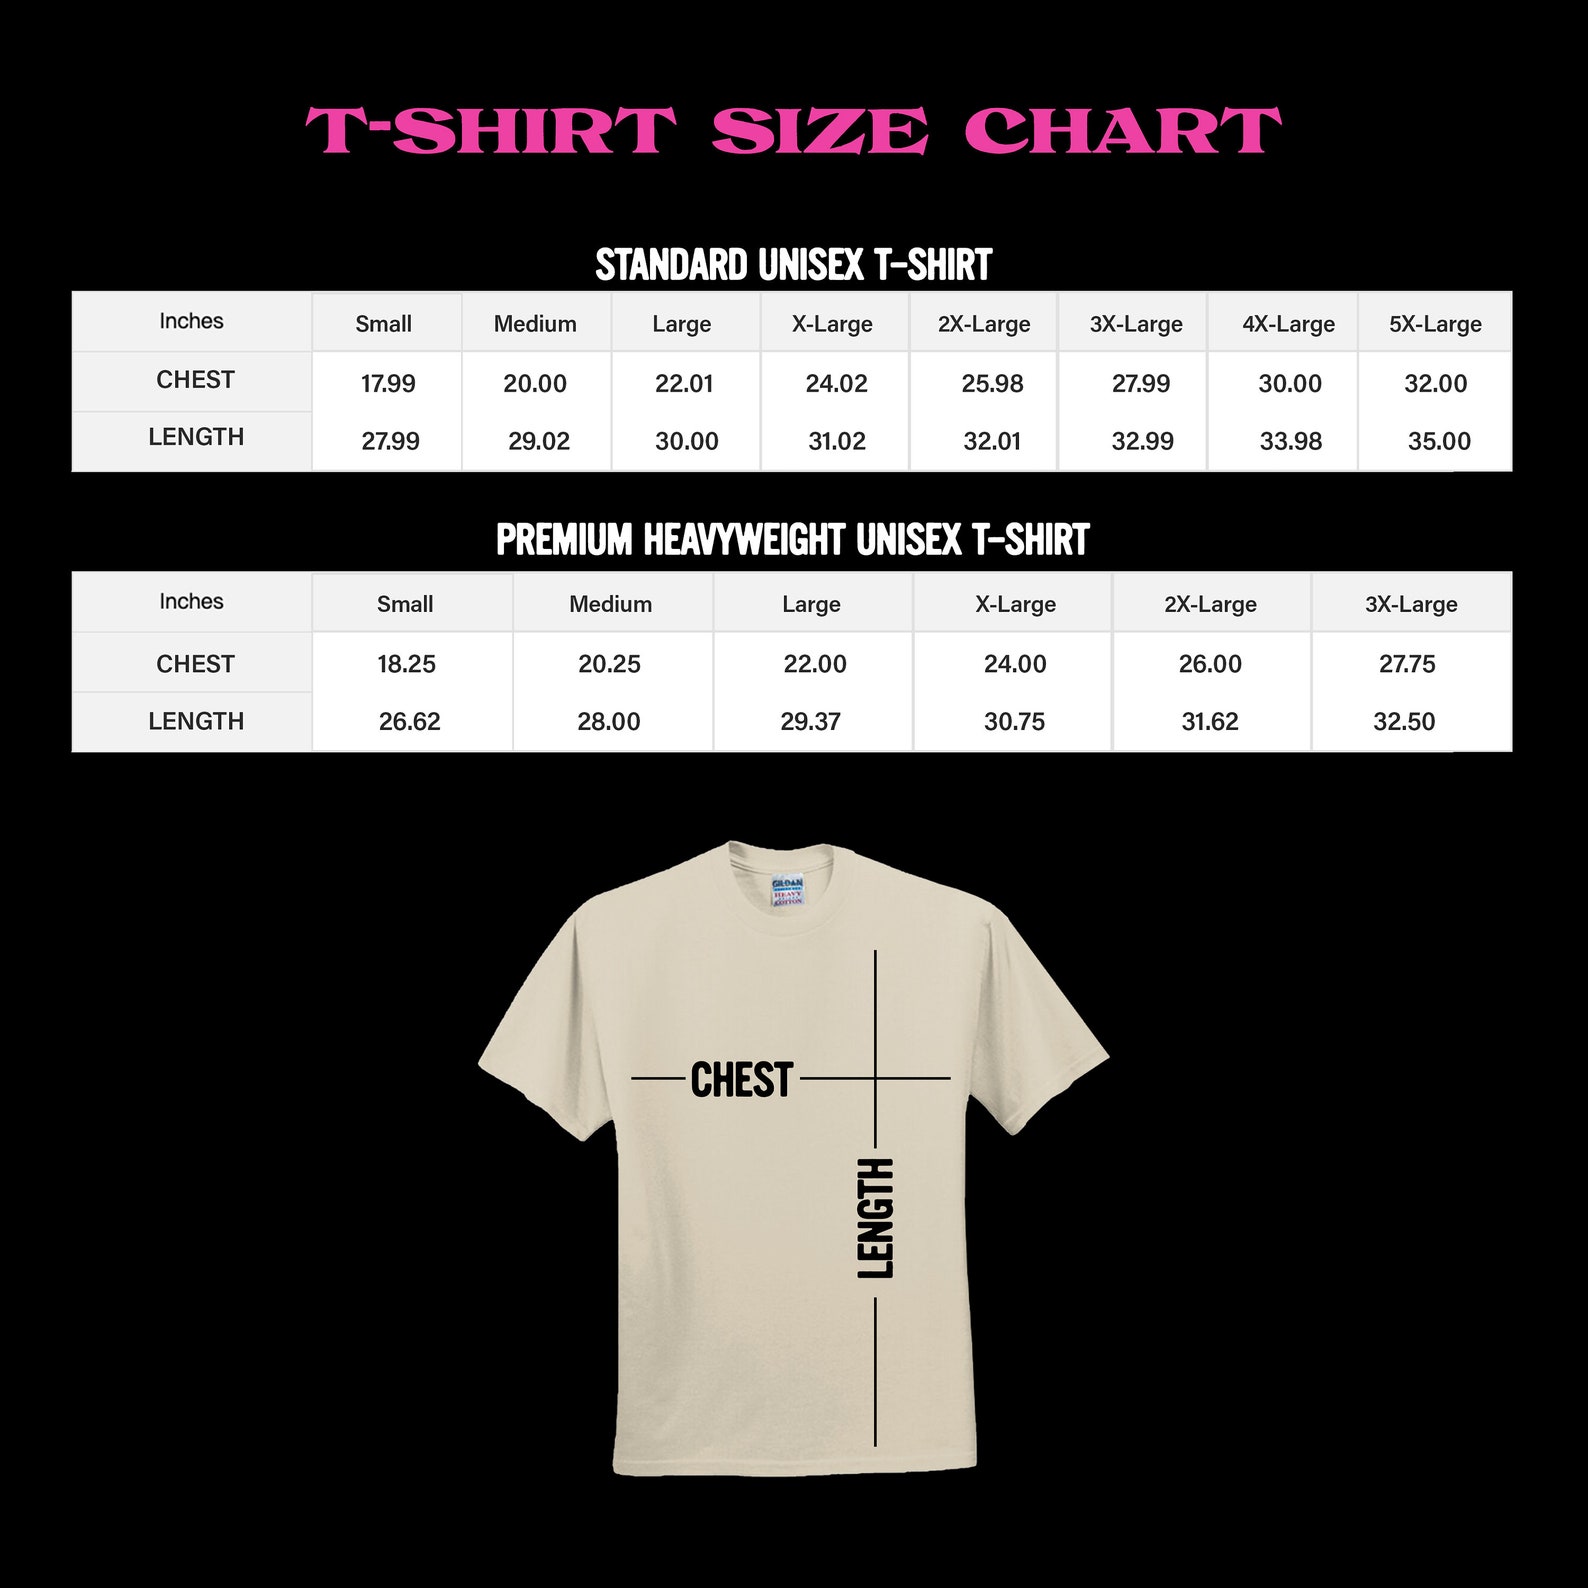 T-SHIRT SIZE CHART
STANDARD UNISEX T-SHIRT
Inches Small Medium Large X-Large 2X-Large 3X-Large 4X-Large 5X-Large
CHEST 17.99 20.00 22.01 24.02 25.98 27.99 30.00 32.00
LENGTH 27.99 29.02 30.00 31.02 32.01 32.99 33.98 35.00
PREMIUM HEAVYWEIGHT UNISEX T-SHIRT
Inches Small Medium Large X-Large 2X-Large 3X-Large
CHEST 18.25 20.25 22.00 24.00 26.00 27.75
LENGTH 26.62 28.00 29.37 30.75 31.62 32.50
GILDAN
HEAVY
COTTON
CHEST
LENGTH